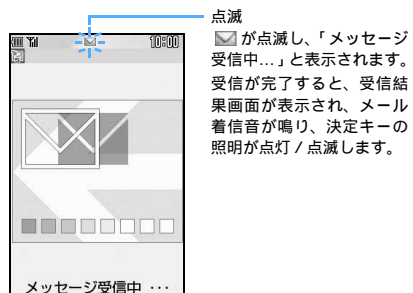 点滅
が点滅し、「メッセージ
受信中...」と表示されます。
受信が完了すると、受信結
果画面が表示され、メール
着信音が鳴り、決定キーの
照明が点灯 / 点滅します。
10:00
メッセージ受信中 ・・・